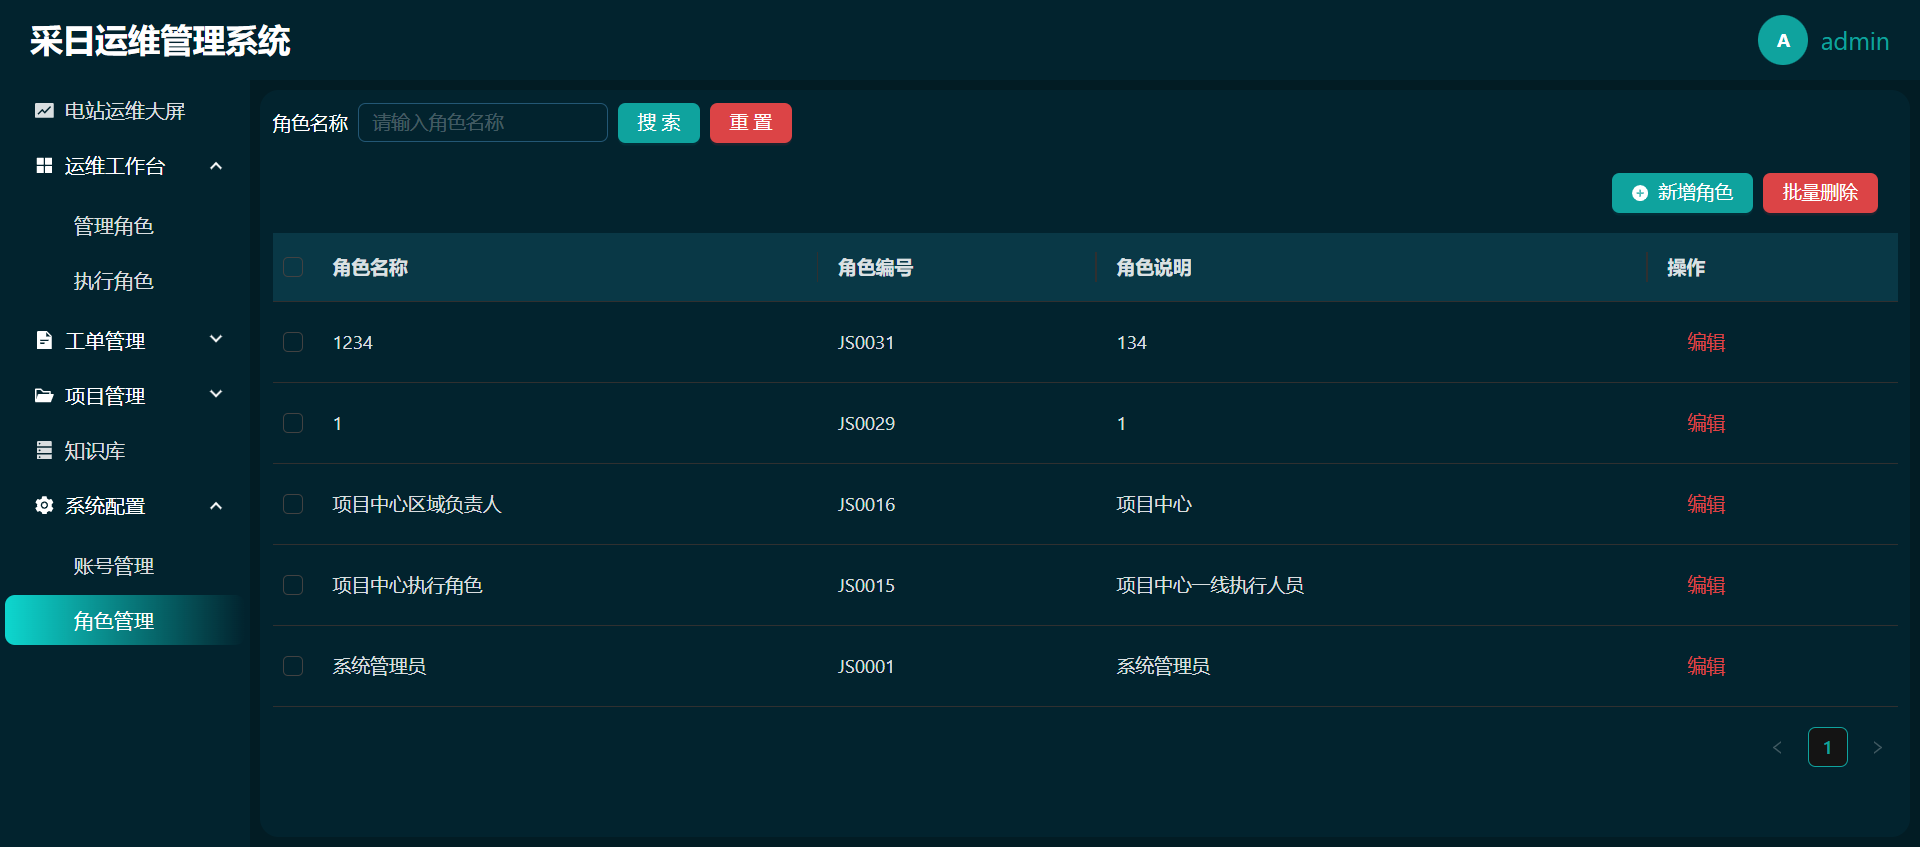 采日运维管理系统
A admin
电站运维大屏
运维工作台
管理角色
执行角色
工单管理
项目管理
知识库
系统配置
账号管理
角色管理
角色名称 请输入角色名称 搜 索 重 置
新增角色 批量删除
角色名称 角色编号 角色说明 操作
1234 JS0031 134 编辑
1 JS0029 1 编辑
项目中心区域负责人 JS0016 项目中心 编辑
项目中心执行角色 JS0015 项目中心一线执行人员 编辑
系统管理员 JS0001 系统管理员 编辑
< 1 >